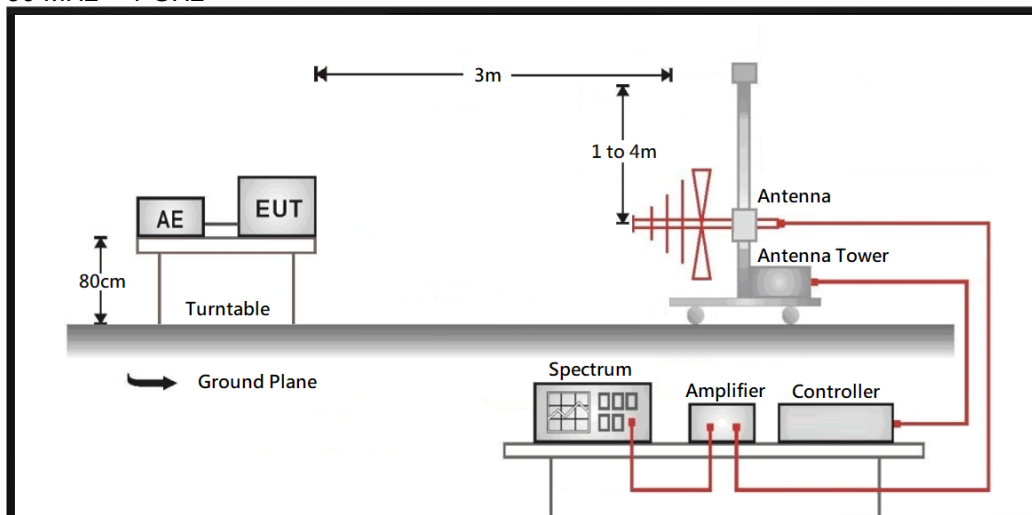 3m
1 to 4m
Antenna
AE
EUT
Antenna Tower
80cm
Turntable
Ground Plane
Spectrum
Amplifier
Controller